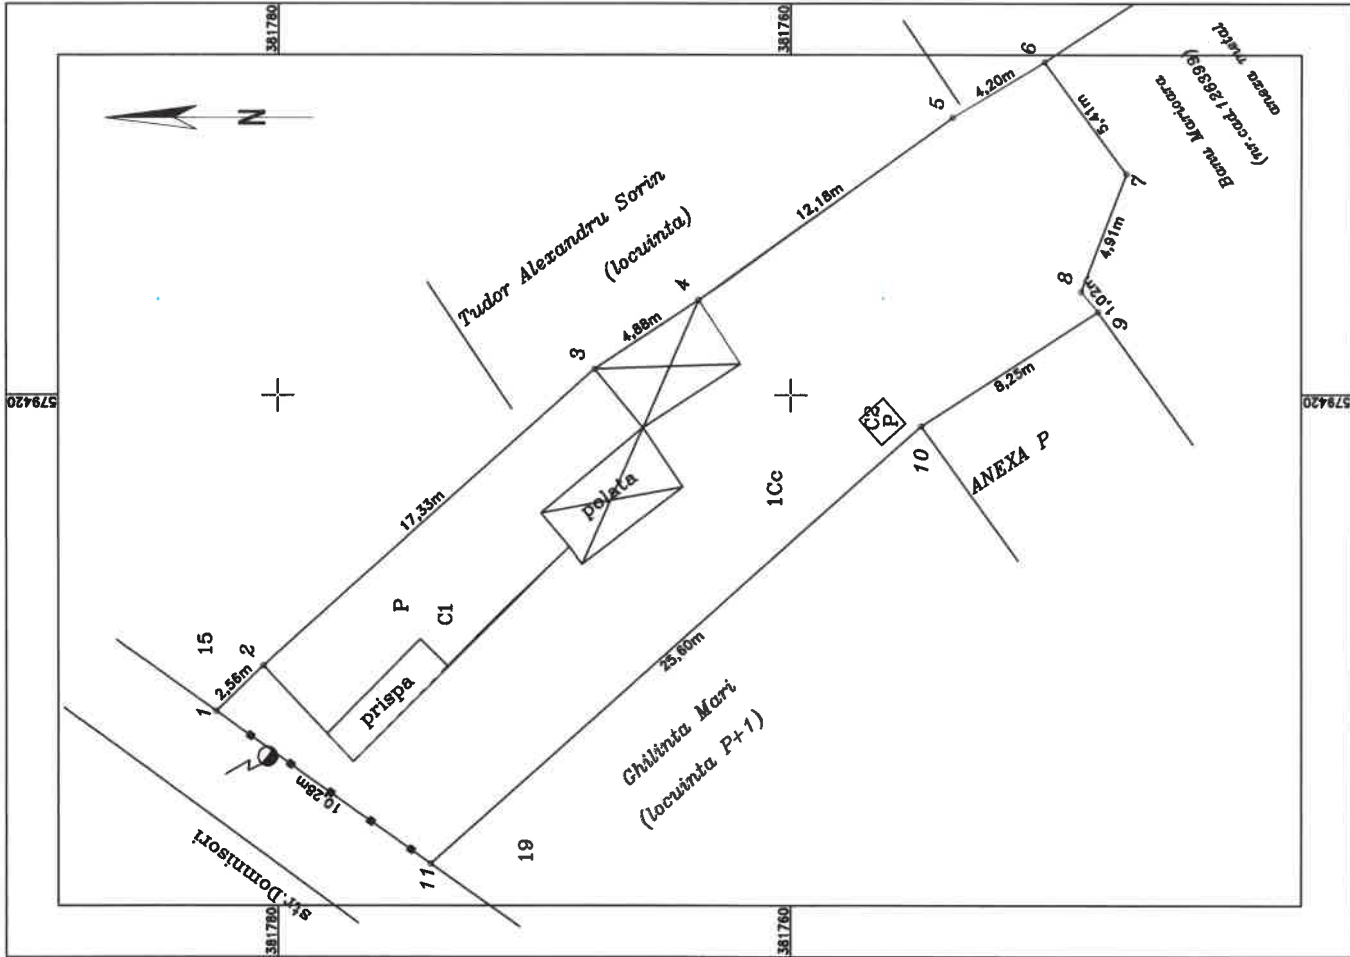 381780
381760
N
579420
579420
15
1
2,56m
2
17,33m
3
4,88m
4
12,18m
5
4,20m
6
5,41m
7
4,91m
8
1,02m
9
8,25m
10
25,60m
11
10,28m
Tudor Alexandru Sorin
(locuinta)
Banu Marioara
(nr.cad.126399)
anexa metal
P
C1
prispa
polata
1Cc
C2
P
ANEXA P
Ghilinta Mari
(locuinta P+1)
19
str.Domnisori
381780
381760